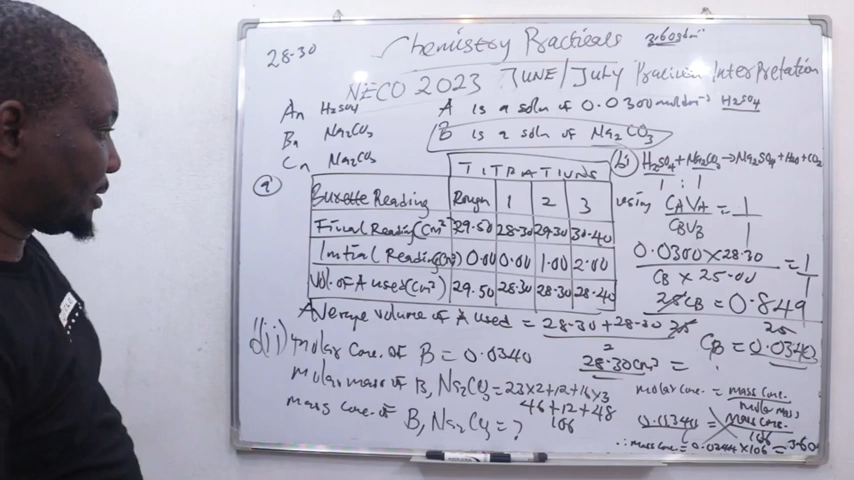 28.30
Chemistry Practicals
3.60gdm⁻³
NECO 2023 JUNE/JULY Practical Interpretation
An H₂SO₄
A is a soln of 0.0300 moldm⁻³ H₂SO₄
Bn Na₂CO₃
B is a soln of Na₂CO₃
Cn Na₂CO₃
(a)
TITRATIONS
Burette Reading Rough 1 2 3
Final Reading (cm³) 29.50 28.30 29.30 30.40
Initial Reading (cm³) 0.00 0.00 1.00 2.00
Vol. of A used (cm³) 29.50 28.30 28.30 28.40
Average volume of A used = 28.30 + 28.30
2
28.30cm³ =
(bi) H₂SO₄ + Na₂CO₃ → Na₂SO₄ + H₂O + CO₂
1 : 1
using CAVA = 1
CBVB 1
0.0300 × 28.30 = 1
CB × 25.00 1
25CB = 0.849
25 25
CB = 0.0340
ii) molar conc. of B = 0.0340
molar mass of B, Na₂CO₃ = 23×2+12+16×3
46+12+48
106
mass conc. of B, Na₂CO₃ = ?
molar conc. = mass conc.
molar mass
0.0340 mass conc.
106
∴ mass conc = × 106 = 3.60